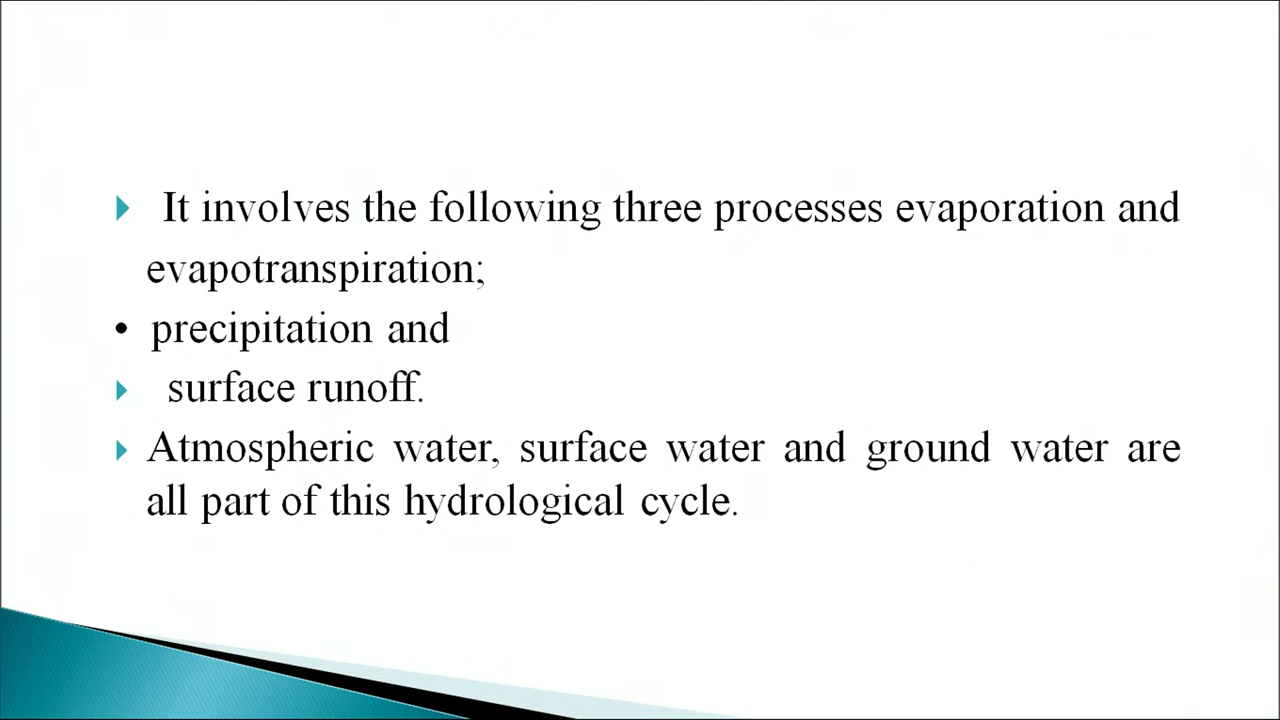 It involves the following three processes evaporation and
evapotranspiration;
• precipitation and
surface runoff.
Atmospheric water, surface water and ground water are
all part of this hydrological cycle.